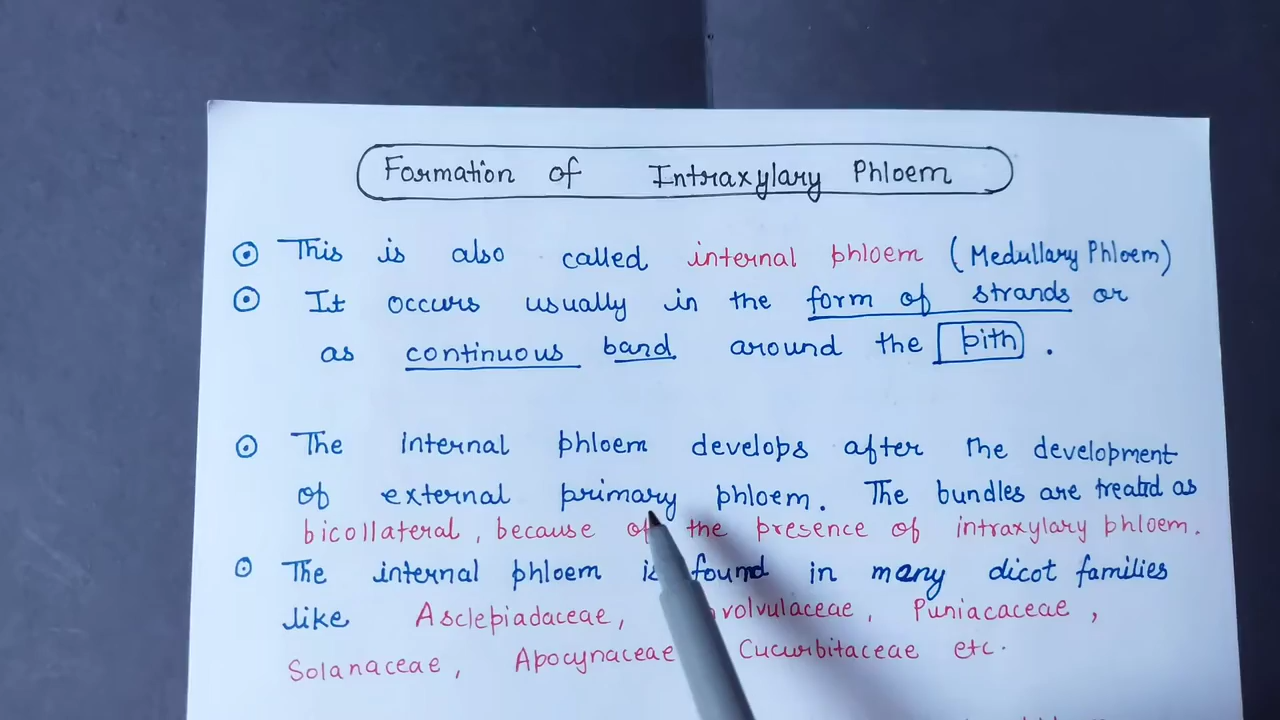 Formation of Intraxylary Phloem
This is also called internal phloem (Medullary Phloem)
It occurs usually in the form of strands or
as continuous band around the pith .
The internal phloem develops after the development
of external primary phloem. The bundles are treated as
bicollateral, because of the presence of intraxylary phloem.
The internal phloem is found in many dicot families
like Asclepiadaceae, volvulaceae, Puniacaceae,
Solanaceae, Apocynaceae Cucurbitaceae etc.